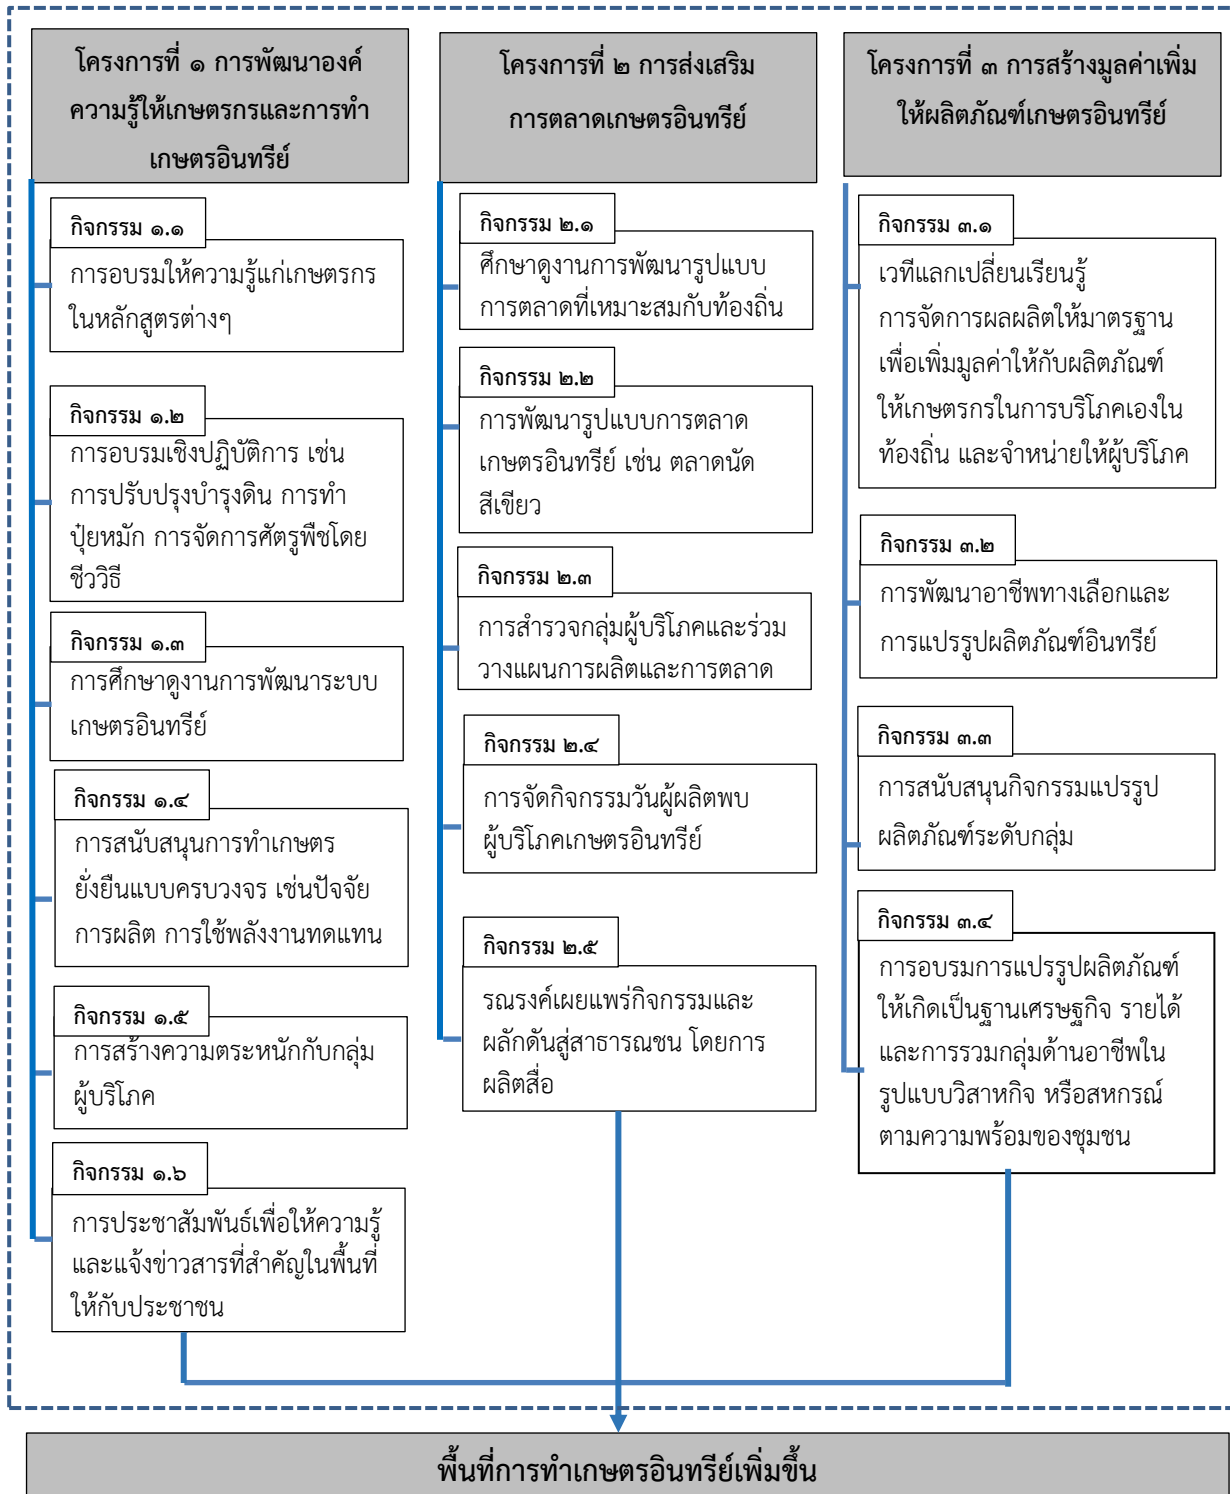 โครงการที่ ๑ การพัฒนาองค์
ความรู้ให้เกษตรกรและการทำ
เกษตรอินทรีย์
กิจกรรม ๑.๑
การอบรมให้ความรู้แก่เกษตรกร
ในหลักสูตรต่างๆ
กิจกรรม ๑.๒
การอบรมเชิงปฏิบัติการ เช่น
การปรับปรุงบำรุงดิน การทำ
ปุ๋ยหมัก การจัดการศัตรูพืชโดย
ชีววิธี
กิจกรรม ๑.๓
การศึกษาดูงานการพัฒนาระบบ
เกษตรอินทรีย์
กิจกรรม ๑.๔
การสนับสนุนการทำเกษตร
ยั่งยืนแบบครบวงจร เช่นปัจจัย
การผลิต การใช้พลังงานทดแทน
กิจกรรม ๑.๕
การสร้างความตระหนักกับกลุ่ม
ผู้บริโภค
กิจกรรม ๑.๖
การประชาสัมพันธ์เพื่อให้ความรู้
และแจ้งข่าวสารที่สำคัญในพื้นที่
ให้กับประชาชน
โครงการที่ ๒ การส่งเสริม
การตลาดเกษตรอินทรีย์
กิจกรรม ๒.๑
ศึกษาดูงานการพัฒนารูปแบบ
การตลาดที่เหมาะสมกับท้องถิ่น
กิจกรรม ๒.๒
การพัฒนารูปแบบการตลาด
เกษตรอินทรีย์ เช่น ตลาดนัด
สีเขียว
กิจกรรม ๒.๓
การสำรวจกลุ่มผู้บริโภคและร่วม
วางแผนการผลิตและการตลาด
กิจกรรม ๒.๔
การจัดกิจกรรมวันผู้ผลิตพบ
ผู้บริโภคเกษตรอินทรีย์
กิจกรรม ๒.๕
รณรงค์เผยแพร่กิจกรรมและ
ผลักดันสู่สาธารณชน โดยการ
ผลิตสื่อ
โครงการที่ ๓ การสร้างมูลค่าเพิ่ม
ให้ผลิตภัณฑ์เกษตรอินทรีย์
กิจกรรม ๓.๑
เวทีแลกเปลี่ยนเรียนรู้
การจัดการผลผลิตให้มาตรฐาน
เพื่อเพิ่มมูลค่าให้กับผลิตภัณฑ์
ให้เกษตรกรในการบริโภคเองใน
ท้องถิ่น และจำหน่ายให้ผู้บริโภค
กิจกรรม ๓.๒
การพัฒนาอาชีพทางเลือกและ
การแปรรูปผลิตภัณฑ์อินทรีย์
กิจกรรม ๓.๓
การสนับสนุนกิจกรรมแปรรูป
ผลิตภัณฑ์ระดับกลุ่ม
กิจกรรม ๓.๔
การอบรมการแปรรูปผลิตภัณฑ์
ให้เกิดเป็นฐานเศรษฐกิจ รายได้
และการรวมกลุ่มด้านอาชีพใน
รูปแบบวิสาหกิจ หรือสหกรณ์
ตามความพร้อมของชุมชน
พื้นที่การทำเกษตรอินทรีย์เพิ่มขึ้น